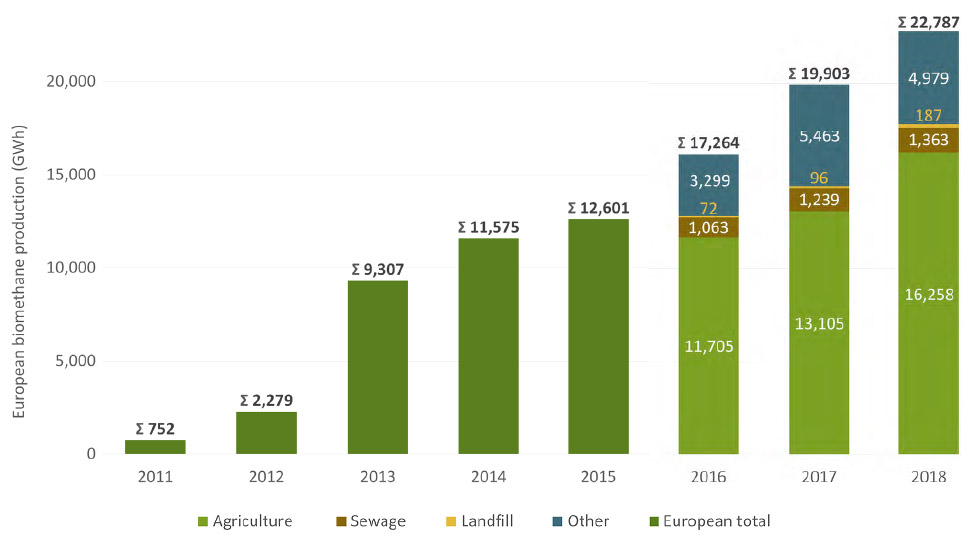 Σ 22,787
20,000
Σ 19,903
4,979
187
Σ 17,264
5,463
1,363
15,000
3,299
96
Σ 12,601
72
1,239
Σ 11,575
1,063
10,000
Σ 9,307
16,258
13,105
11,705
5,000
Σ 2,279
Σ 752
0
European biomethane production (GWh)
2011 2012 2013 2014 2015 2016 2017 2018
Agriculture Sewage Landfill Other European total